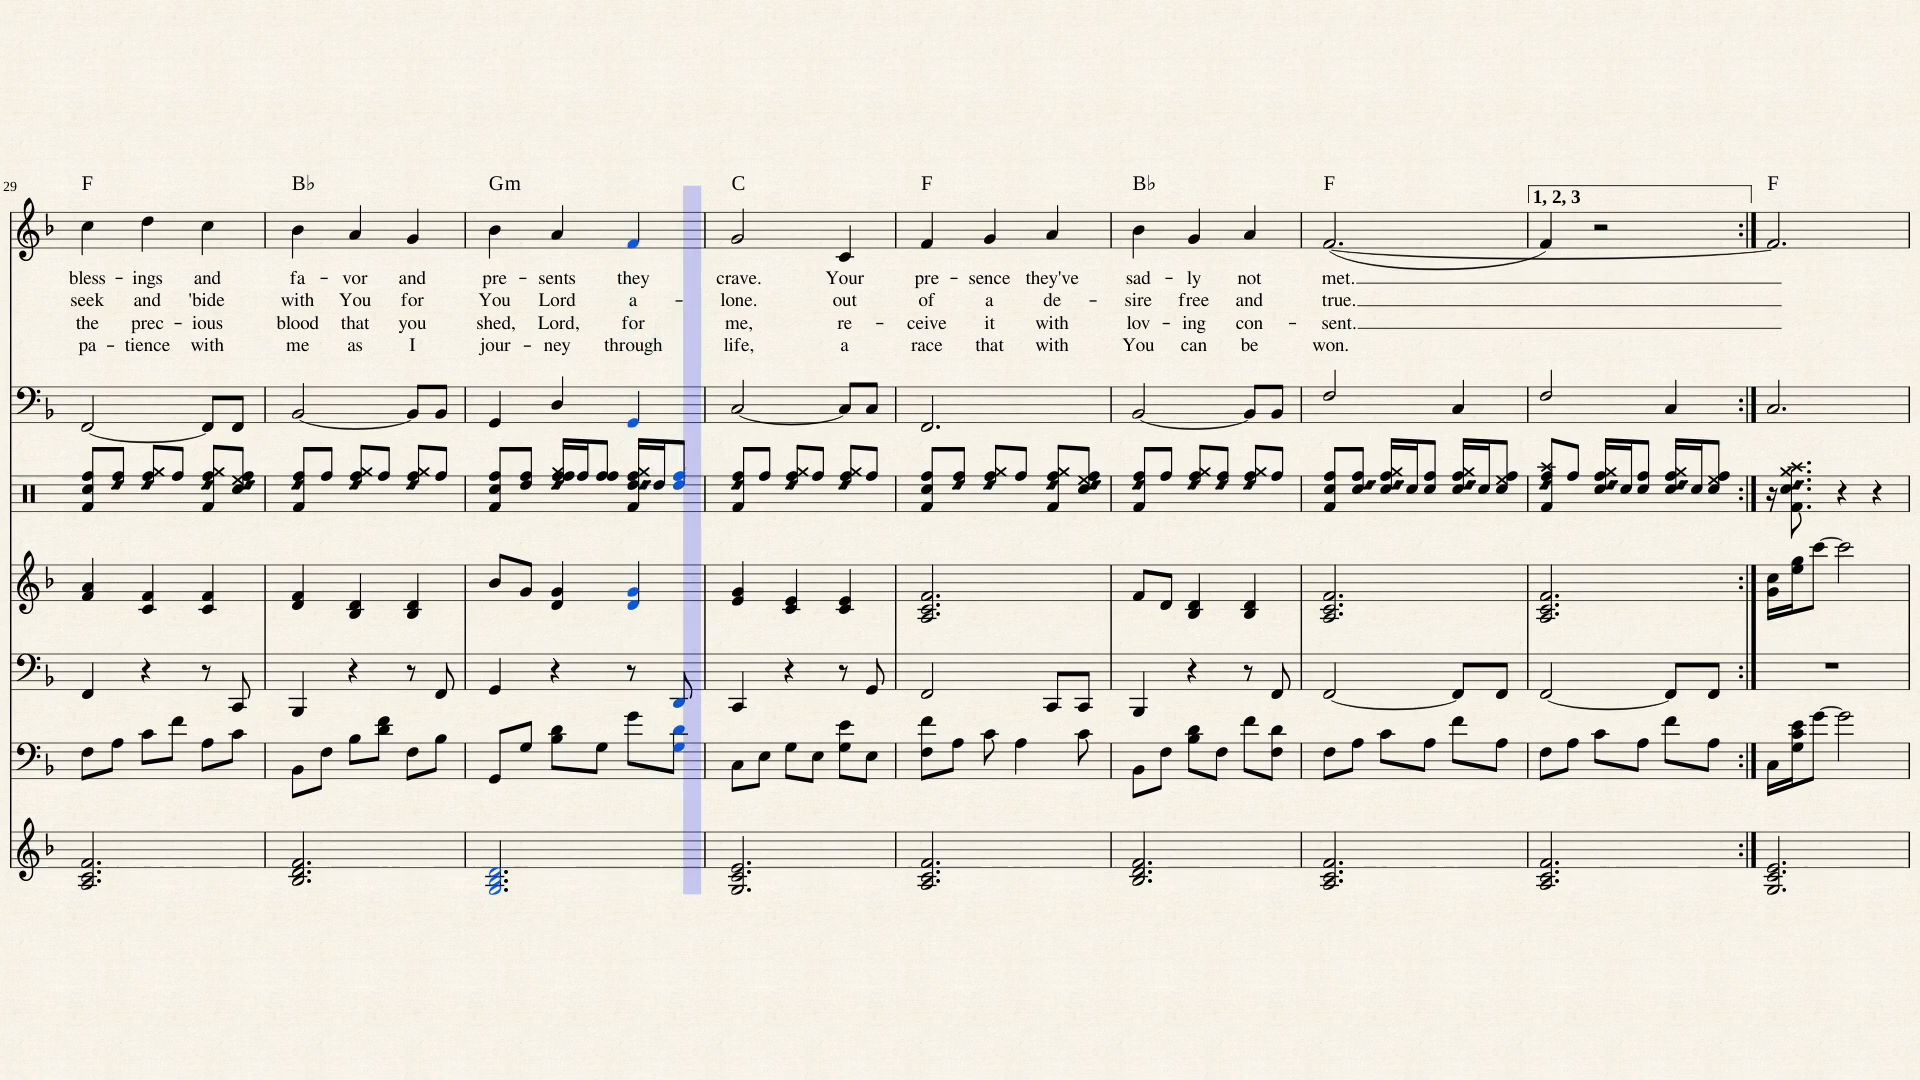 29 F B♭ Gm C F B♭ F F
1, 2, 3
bless - ings and fa - vor and pre - sents they crave. Your pre - sence they've sad - ly not met.
seek and 'bide with You for You Lord a - lone. out of a de - sire free and true.
the prec - ious blood that you shed, Lord, for me, re - ceive it with lov - ing con - sent.
pa - tience with me as I jour - ney through life, a race that with You can be won.